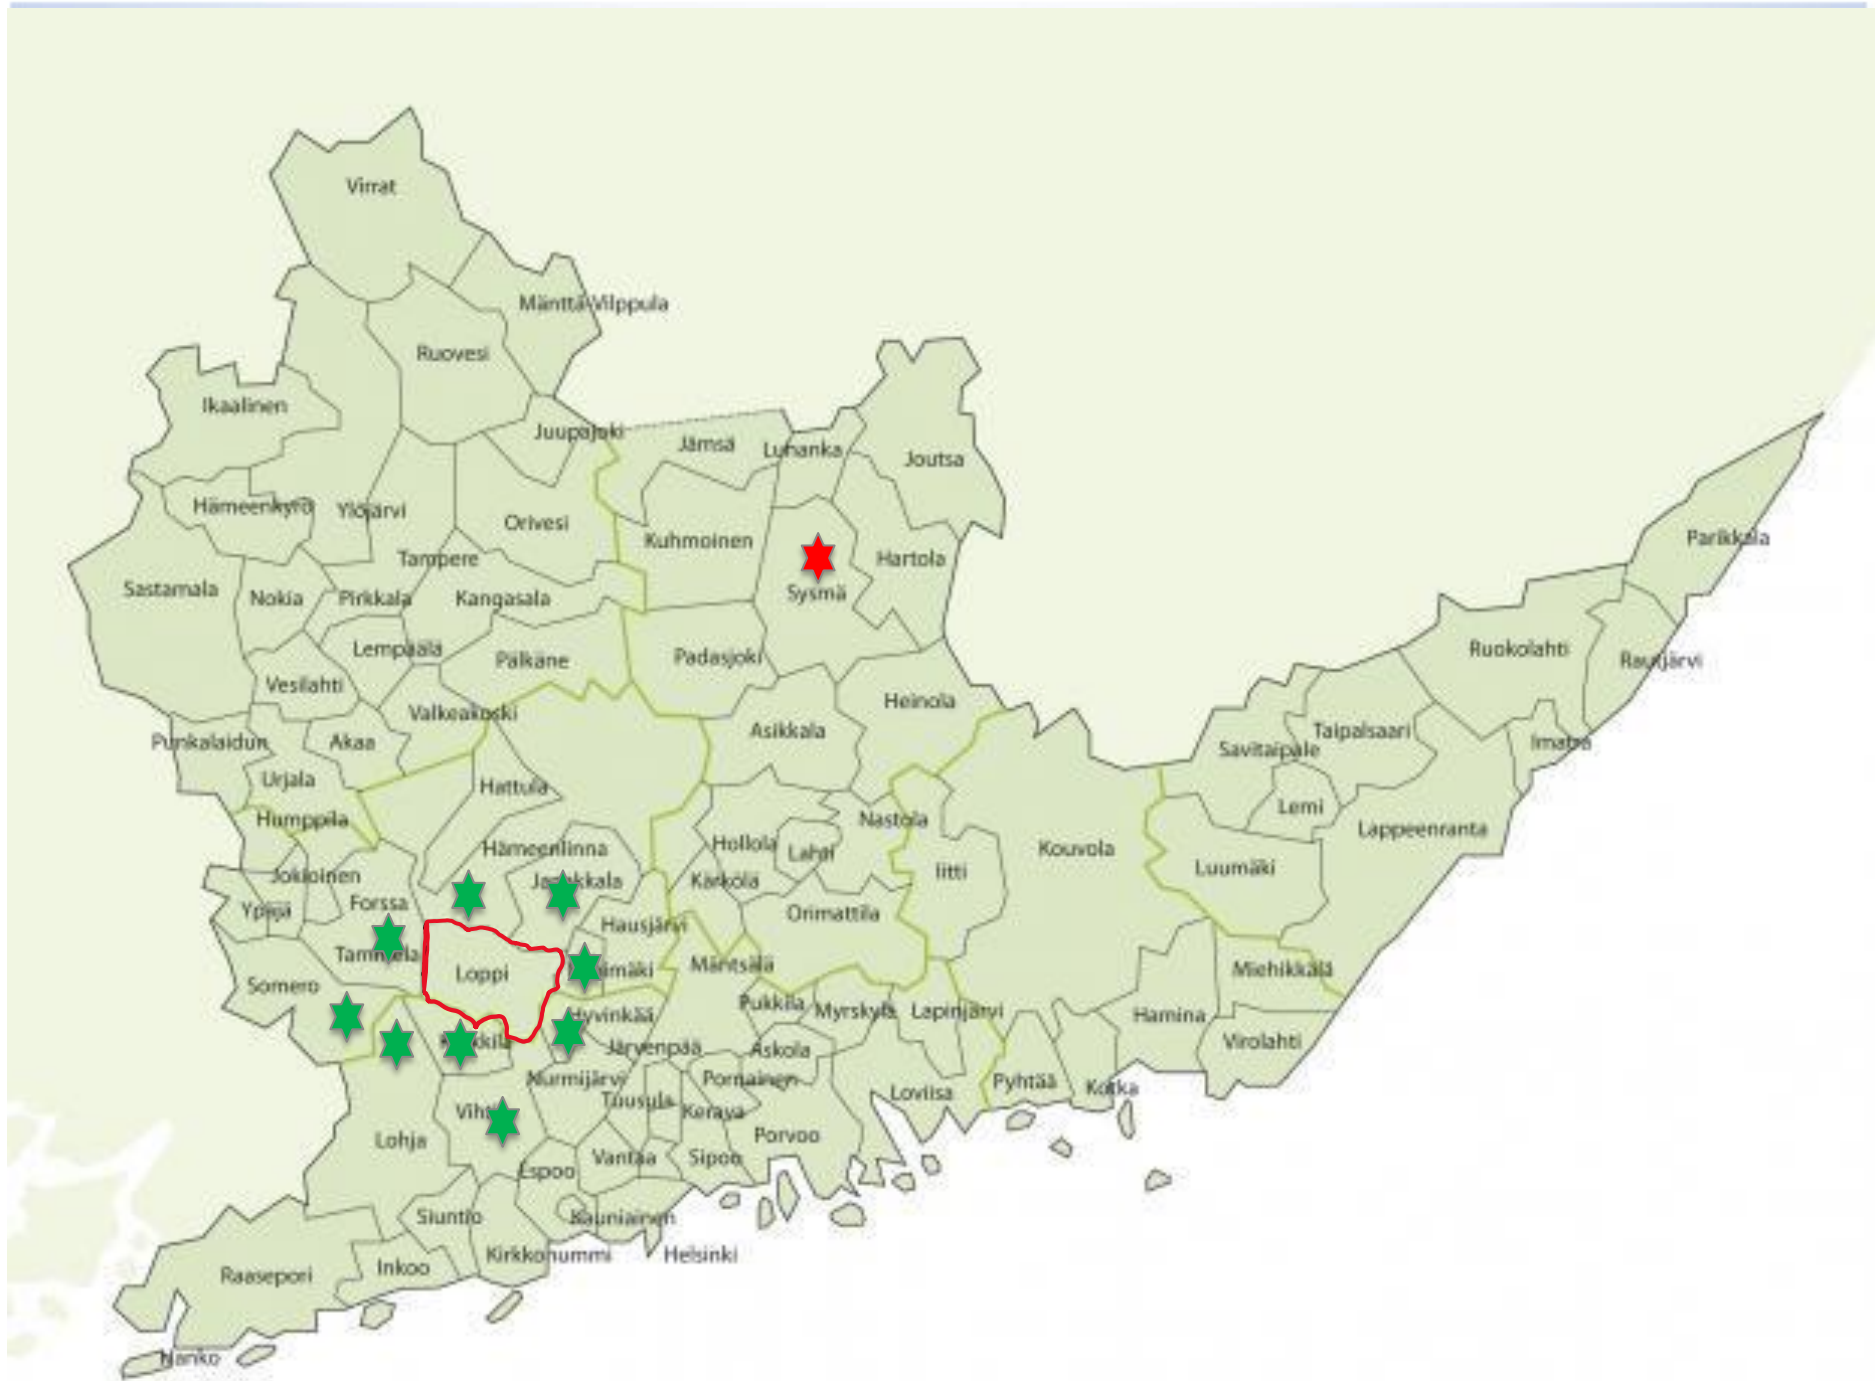 Virrat
Mänttä-Vilppula
Ruovesi
Ikaalinen
Juupajoki
Jämsä
Luhanka
Joutsa
Hämeenkyrö
Ylöjärvi
Orivesi
Kuhmoinen
Hartola
Parikkala
Tampere
Sastamala
Nokia
Pirkkala
Kangasala
Sysmä
Lempäälä
Pälkäne
Padasjoki
Ruokolahti
Rautjärvi
Vesilahti
Valkeakoski
Heinola
Punkalaidun
Akaa
Asikkala
Savitaipale
Taipalsaari
Imatra
Urjala
Hattula
Humppila
Nastola
Lemi
Lappeenranta
Hämeenlinna
Hollola
Lahti
Kouvola
Jokioinen
Janakkala
Kärkölä
Iitti
Luumäki
Ypäjä
Forssa
Hausjärvi
Orimattila
Tammela
Loppi
Mäntsälä
Miehikkälä
Somero
Pukkila
Myrskylä
Lapinjärvi
Hamina
Hyvinkää
Järvenpää
Askola
Virolahti
Nurmijärvi
Pornainen
Loviisa
Pyhtää
Kotka
Vihti
Tuusula
Kerava
Lohja
Porvoo
Espoo
Vantaa
Sipoo
Siuntio
Kauniainen
Raasepori
Inkoo
Kirkkonummi
Helsinki
Hanko